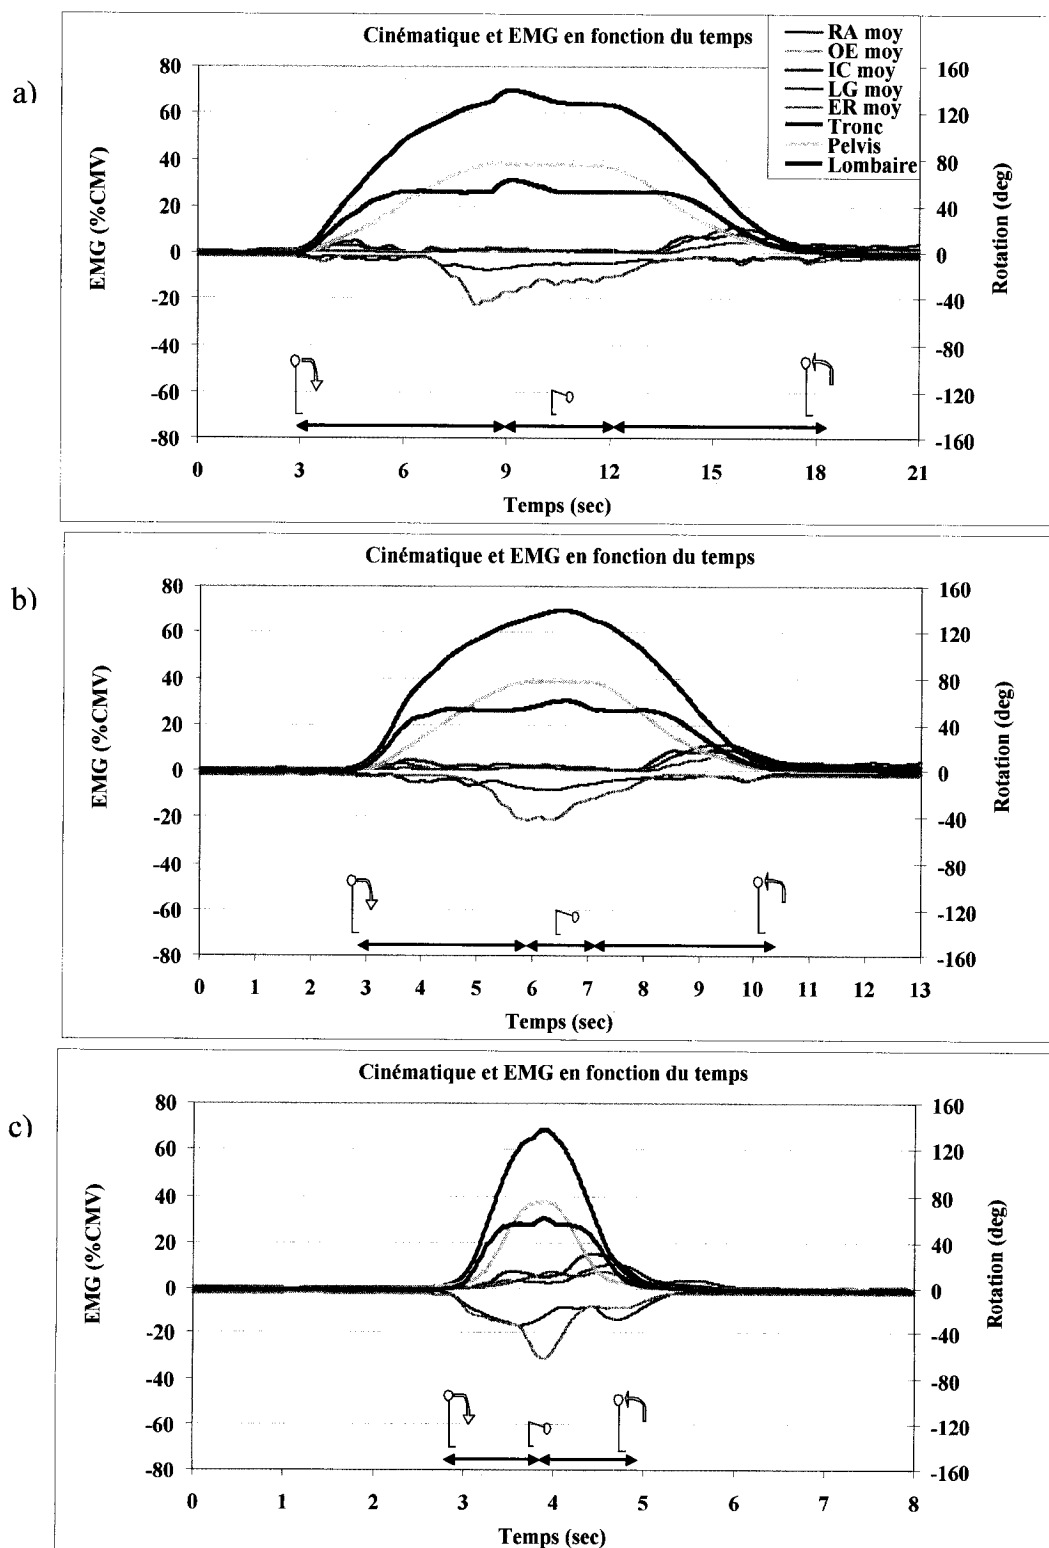 a)
Cinématique et EMG en fonction du temps
RA moy
OE moy
IC moy
LG moy
ER moy
Tronc
Pelvis
Lombaire
EMG (%CMV)
80
60
40
20
0
-20
-40
-60
-80
160
120
80
40
0
-40
-80
-120
-160
Rotation (deg)
0 3 6 9 12 15 18 21
Temps (sec)
b)
Cinématique et EMG en fonction du temps
EMG (%CMV)
80
60
40
20
0
-20
-40
-60
-80
160
120
80
40
0
-40
-80
-120
-160
Rotation (deg)
0 1 2 3 4 5 6 7 8 9 10 11 12 13
Temps (sec)
c)
Cinématique et EMG en fonction du temps
EMG (%CMV)
80
60
40
20
0
-20
-40
-60
-80
160
120
80
40
0
-40
-80
-120
-160
Rotation (deg)
0 1 2 3 4 5 6 7 8
Temps (sec)